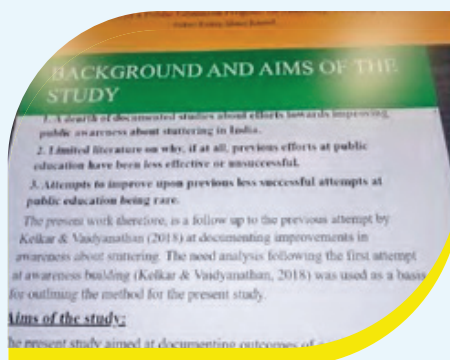 BACKGROUND AND AIMS OF THE
STUDY
1. A dearth of documented studies about efforts towards improving
public awareness about stuttering in India.
2. Limited literature on why, if at all, previous efforts at public
education have been less effective or unsuccessful.
3. Attempts to improve upon previous less successful attempts at
public education being rare.
The present work therefore, is a follow up to the previous attempt by
Kelkar & Vaidyanathan (2018) at documenting improvements in
awareness about stuttering. The need analysis following the first attempt
at awareness building (Kelkar & Vaidyanathan, 2018) was used as a basis
for outlining the method for the present study.
Aims of the study:
he present study aimed at documenting outcomes of